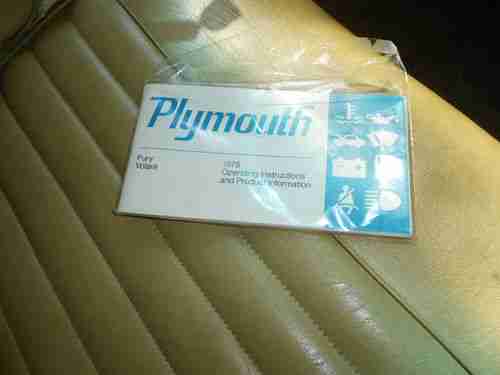 Plymouth
Fury
Volaré
1978
Operating Instructions
and Product Information